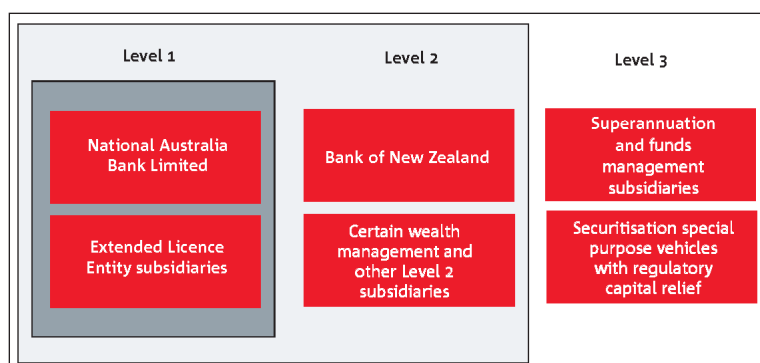 Level 1
National Australia
Bank Limited
Extended Licence
Entity subsidiaries
Level 2
Bank of New Zealand
Certain wealth
management and
other Level 2
subsidiaries
Level 3
Superannuation
and funds
management
subsidiaries
Securitisation special
purpose vehicles
with regulatory
capital relief